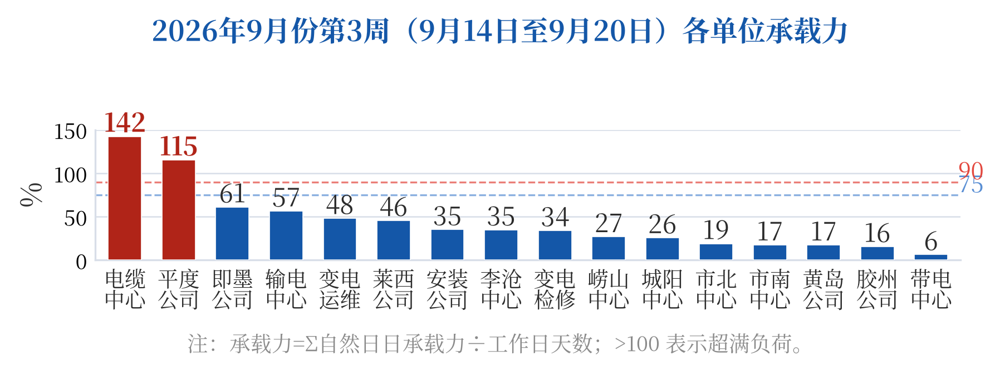 2026年9月份第3周（9月14日至9月20日）各单位承载力
%
150
100
50
0
142
115
61
57
48
46
35
35
34
27
26
19
17
17
16
6
90
75
电缆
中心
平度
公司
即墨
公司
输电
中心
变电
运维
莱西
公司
安装
公司
李沧
中心
变电
检修
崂山
中心
城阳
中心
市北
中心
市南
中心
黄岛
公司
胶州
公司
带电
中心
注：承载力=Σ自然日日承载力÷工作日天数；>100 表示超满负荷。